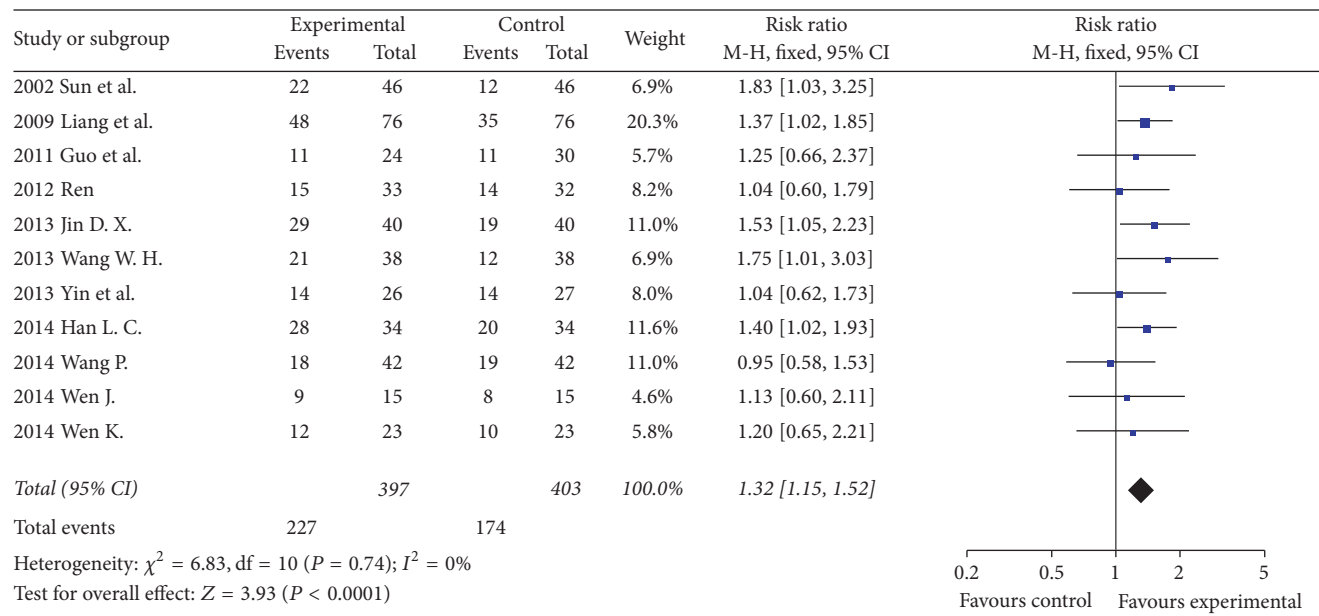 Study or subgroup Experimental Control Weight Risk ratio Risk ratio
Events Total Events Total M-H, fixed, 95% CI M-H, fixed, 95% CI
2002 Sun et al. 22 46 12 46 6.9% 1.83 [1.03, 3.25]
2009 Liang et al. 48 76 35 76 20.3% 1.37 [1.02, 1.85]
2011 Guo et al. 11 24 11 30 5.7% 1.25 [0.66, 2.37]
2012 Ren 15 33 14 32 8.2% 1.04 [0.60, 1.79]
2013 Jin D. X. 29 40 19 40 11.0% 1.53 [1.05, 2.23]
2013 Wang W. H. 21 38 12 38 6.9% 1.75 [1.01, 3.03]
2013 Yin et al. 14 26 14 27 8.0% 1.04 [0.62, 1.73]
2014 Han L. C. 28 34 20 34 11.6% 1.40 [1.02, 1.93]
2014 Wang P. 18 42 19 42 11.0% 0.95 [0.58, 1.53]
2014 Wen J. 9 15 8 15 4.6% 1.13 [0.60, 2.11]
2014 Wen K. 12 23 10 23 5.8% 1.20 [0.65, 2.21]
Total (95% CI) 397 403 100.0% 1.32 [1.15, 1.52]
Total events 227 174
Heterogeneity: χ² = 6.83, df = 10 (P = 0.74); I² = 0%
Test for overall effect: Z = 3.93 (P < 0.0001)
0.2 0.5 1 2 5
Favours control Favours experimental